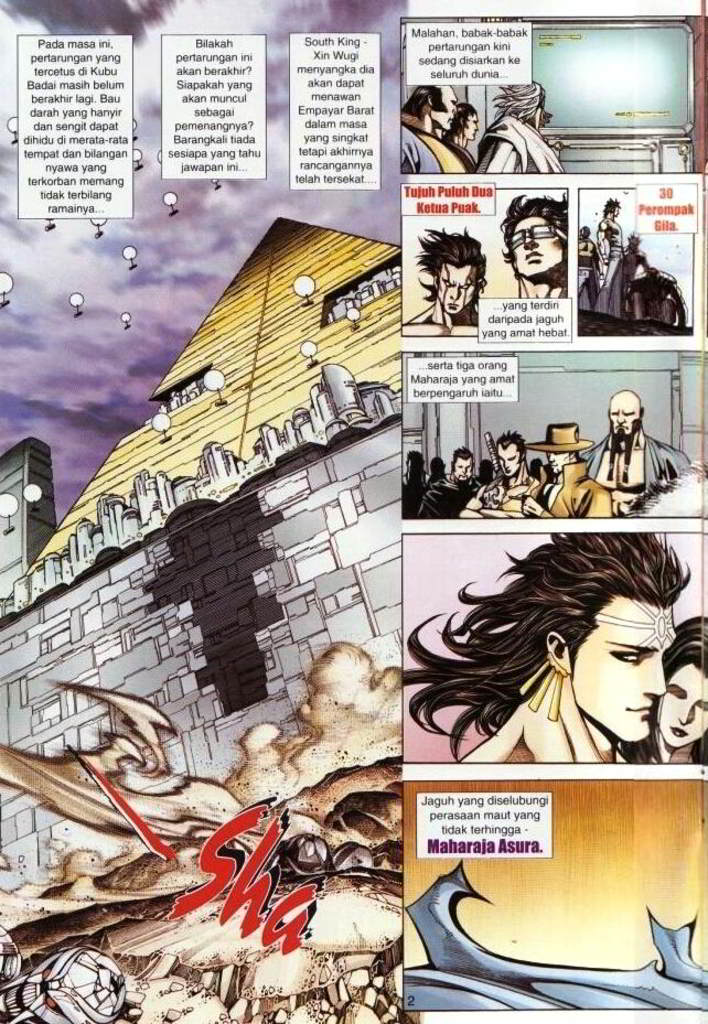 Pada masa ini,
pertarungan yang
tercetus di Kubu
Badai masih belum
berakhir lagi. Bau
darah yang hanyir
dan sengit dapat
dihidu di merata-rata
tempat dan bilangan
nyawa yang
terkorban memang
tidak terbilang
ramainya...
Bilakah
pertarungan ini
akan berakhir?
Siapakah yang
akan muncul
sebagai
pemenangnya?
Barangkali tiada
sesiapa yang tahu
jawapan ini...
South King -
Xin Wugi
menyangka dia
akan dapat
menawan
Empayar Barat
dalam masa
yang singkat
tetapi akhirnya
rancangannya
telah tersekat....
Malahan, babak-babak
pertarungan kini
sedang disiarkan ke
seluruh dunia...
Tujuh Puluh Dua
Ketua Puak.
30
Perompak
Gila.
...yang terdiri
daripada jaguh
yang amat hebat.
...serta tiga orang
Maharaja yang amat
berpengaruh iaitu...
Sha
Jaguh yang diselubungi
perasaan maut yang
tidak terhingga -
Maharaja Asura.
2